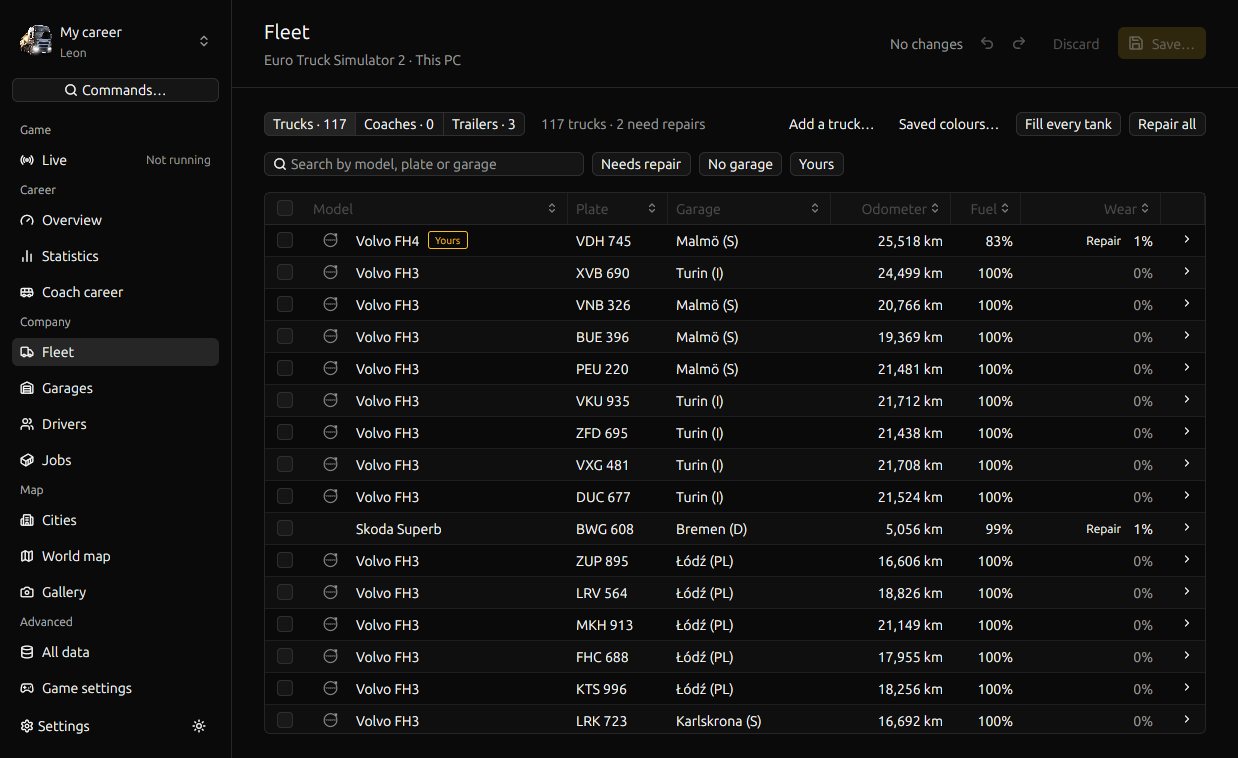 My career
Leon
Commands...
Game
Live Not running
Career
Overview
Statistics
Coach career
Company
Fleet
Garages
Drivers
Jobs
Map
Cities
World map
Gallery
Advanced
All data
Game settings
Settings
Fleet
Euro Truck Simulator 2 · This PC
No changes Discard Save...
Trucks · 117 Coaches · 0 Trailers · 3 117 trucks · 2 need repairs Add a truck... Saved colours... Fill every tank Repair all
Search by model, plate or garage Needs repair No garage Yours
Model Plate Garage Odometer Fuel Wear
Volvo FH4 Yours VDH 745 Malmö (S) 25,518 km 83% Repair 1%
Volvo FH3 XVB 690 Turin (I) 24,499 km 100% 0%
Volvo FH3 VNB 326 Malmö (S) 20,766 km 100% 0%
Volvo FH3 BUE 396 Malmö (S) 19,369 km 100% 0%
Volvo FH3 PEU 220 Malmö (S) 21,481 km 100% 0%
Volvo FH3 VKU 935 Turin (I) 21,712 km 100% 0%
Volvo FH3 ZFD 695 Turin (I) 21,438 km 100% 0%
Volvo FH3 VXG 481 Turin (I) 21,708 km 100% 0%
Volvo FH3 DUC 677 Turin (I) 21,524 km 100% 0%
Skoda Superb BWG 608 Bremen (D) 5,056 km 99% Repair 1%
Volvo FH3 ZUP 895 Łódź (PL) 16,606 km 100% 0%
Volvo FH3 LRV 564 Łódź (PL) 18,826 km 100% 0%
Volvo FH3 MKH 913 Łódź (PL) 21,149 km 100% 0%
Volvo FH3 FHC 688 Łódź (PL) 17,955 km 100% 0%
Volvo FH3 KTS 996 Łódź (PL) 18,256 km 100% 0%
Volvo FH3 LRK 723 Karlskrona (S) 16,692 km 100% 0%